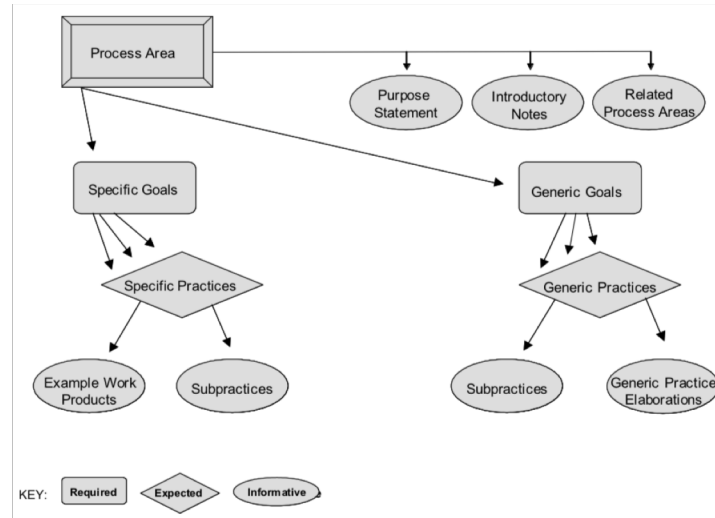 Process Area
Purpose
Statement
Introductory
Notes
Related
Process Areas
Specific Goals
Generic Goals
Specific Practices
Generic Practices
Example Work
Products
Subpractices
Subpractices
Generic Practice
Elaborations
KEY:
Required
Expected
Informative